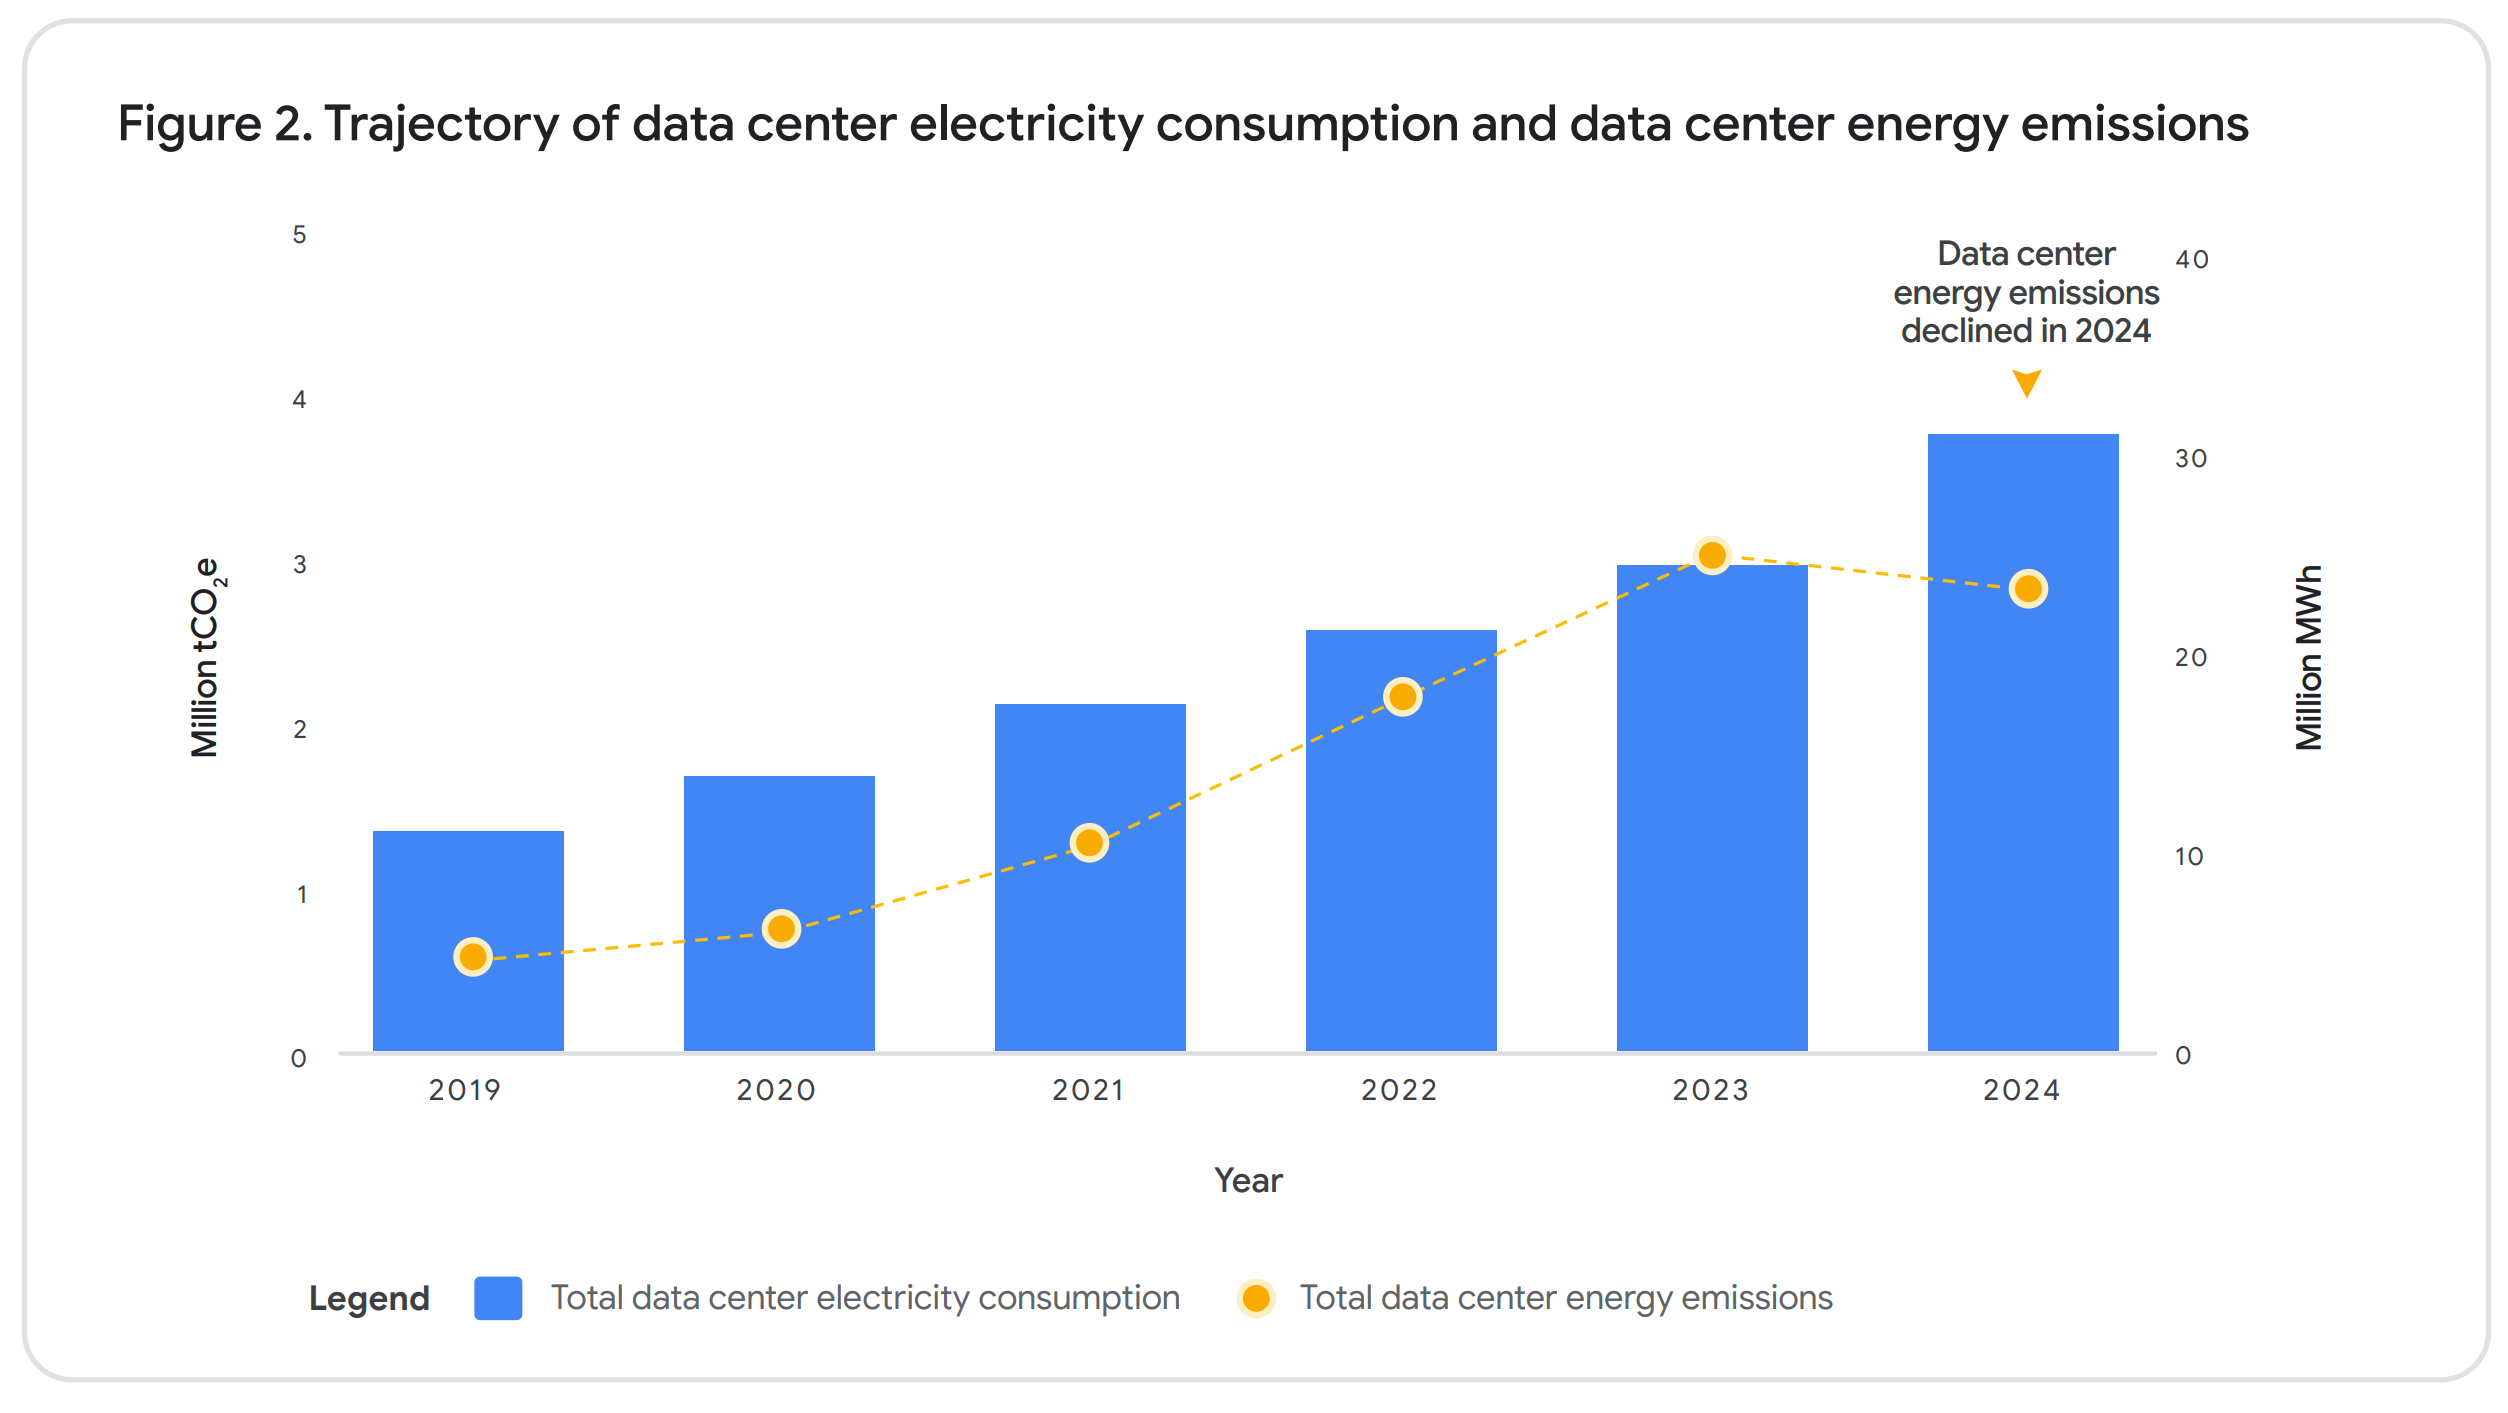 Figure 2. Trajectory of data center electricity consumption and data center energy emissions
5
4
3
2
1
0
Million tCO₂e
Data center
energy emissions
declined in 2024
40
30
20
10
0
Million MWh
2019 2020 2021 2022 2023 2024
Year
Legend Total data center electricity consumption Total data center energy emissions